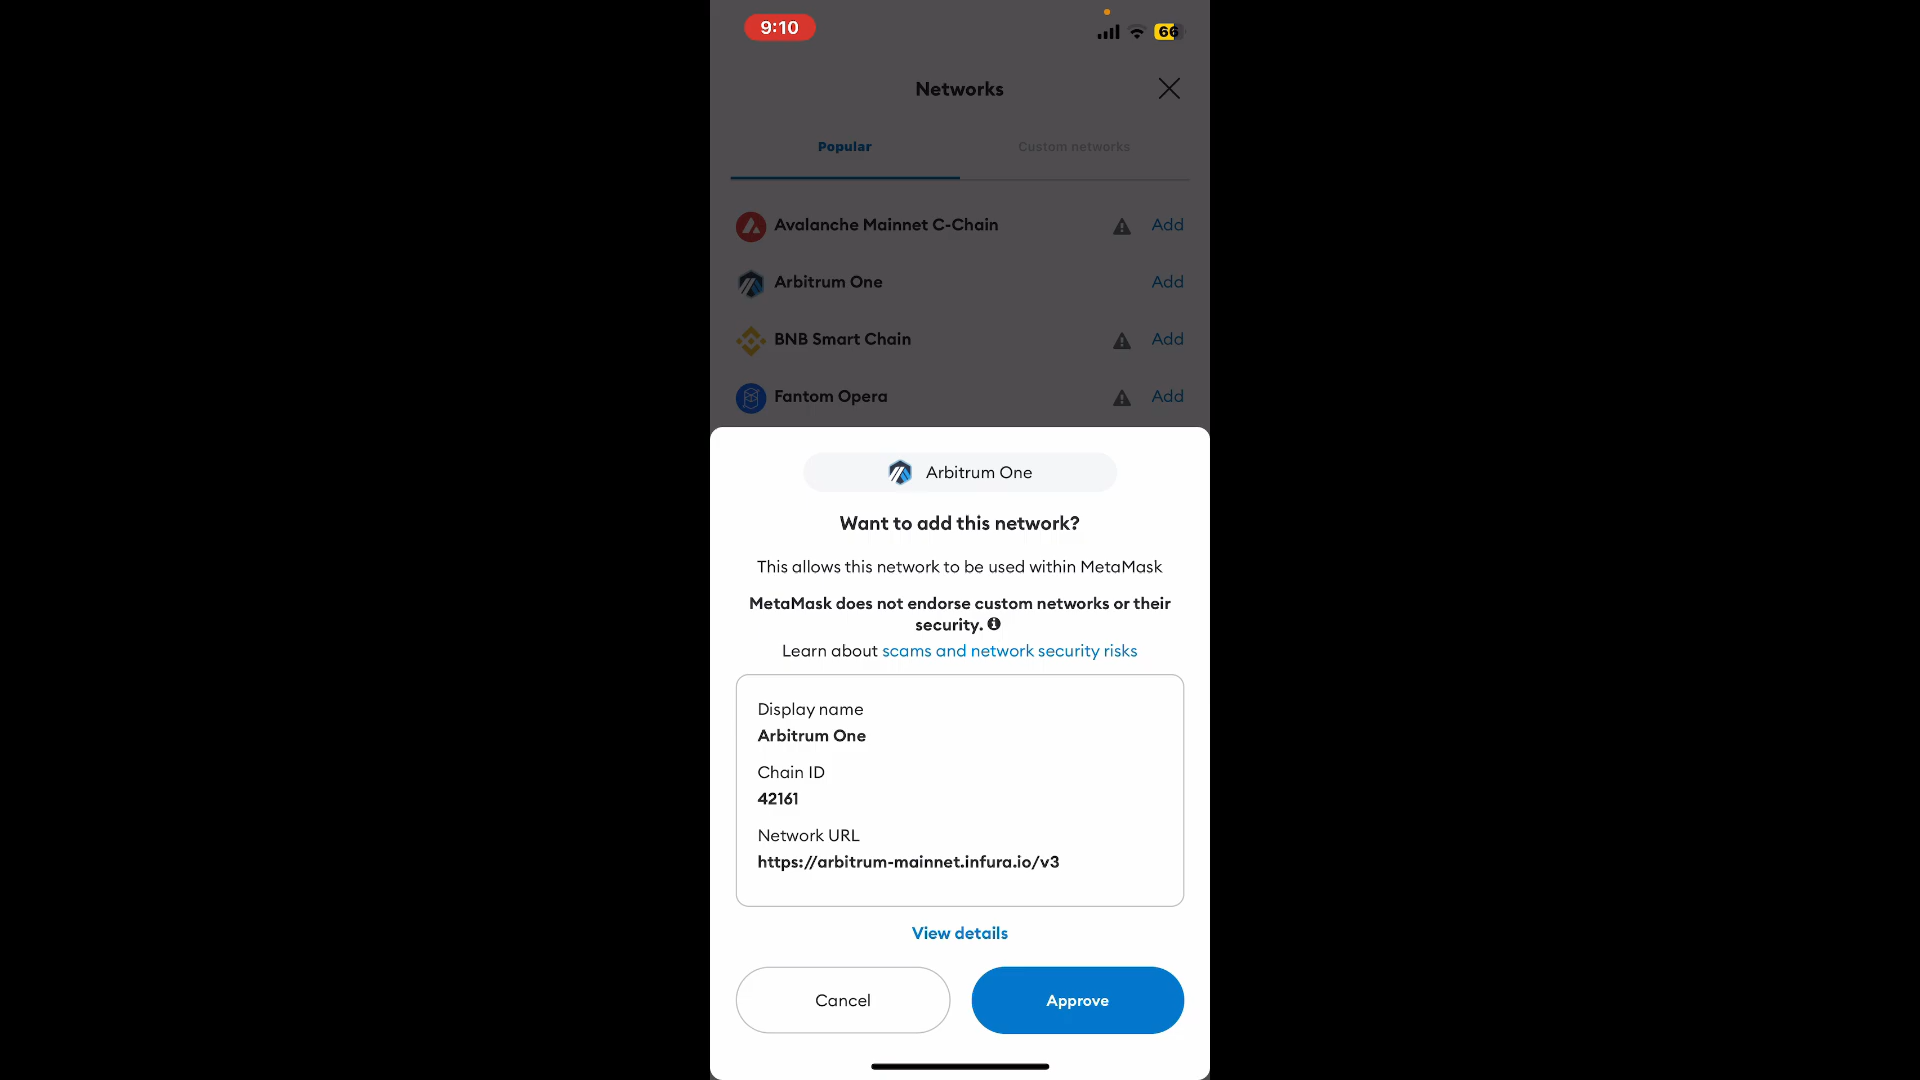 9:10
66
Networks
Popular
Custom networks
Avalanche Mainnet C-Chain
Add
Arbitrum One
Add
BNB Smart Chain
Add
Fantom Opera
Add
Arbitrum One
Want to add this network?
This allows this network to be used within MetaMask
MetaMask does not endorse custom networks or their
security.
Learn about scams and network security risks
Display name
Arbitrum One
Chain ID
42161
Network URL
https://arbitrum-mainnet.infura.io/v3
View details
Cancel
Approve